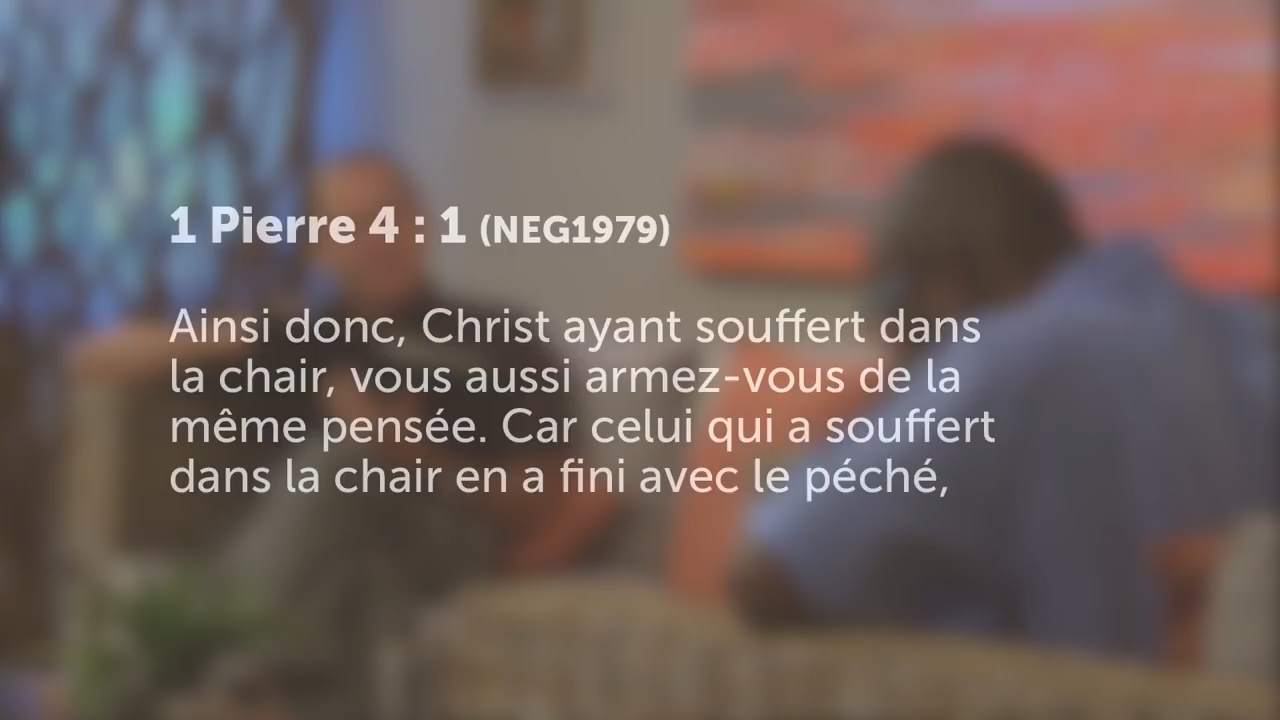 1 Pierre 4 : 1 (NEG1979)
Ainsi donc, Christ ayant souffert dans
la chair, vous aussi armez-vous de la
même pensée. Car celui qui a souffert
dans la chair en a fini avec le péché,